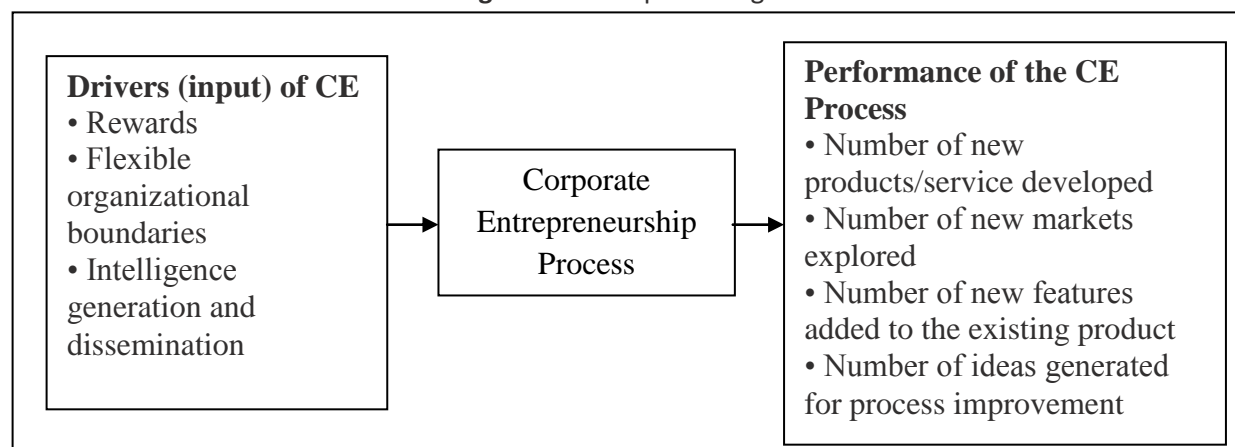 Drivers (input) of CE
• Rewards
• Flexible
organizational
boundaries
• Intelligence
generation and
dissemination
Corporate
Entrepreneurship
Process
Performance of the CE
Process
• Number of new
products/service developed
• Number of new markets
explored
• Number of new features
added to the existing product
• Number of ideas generated
for process improvement